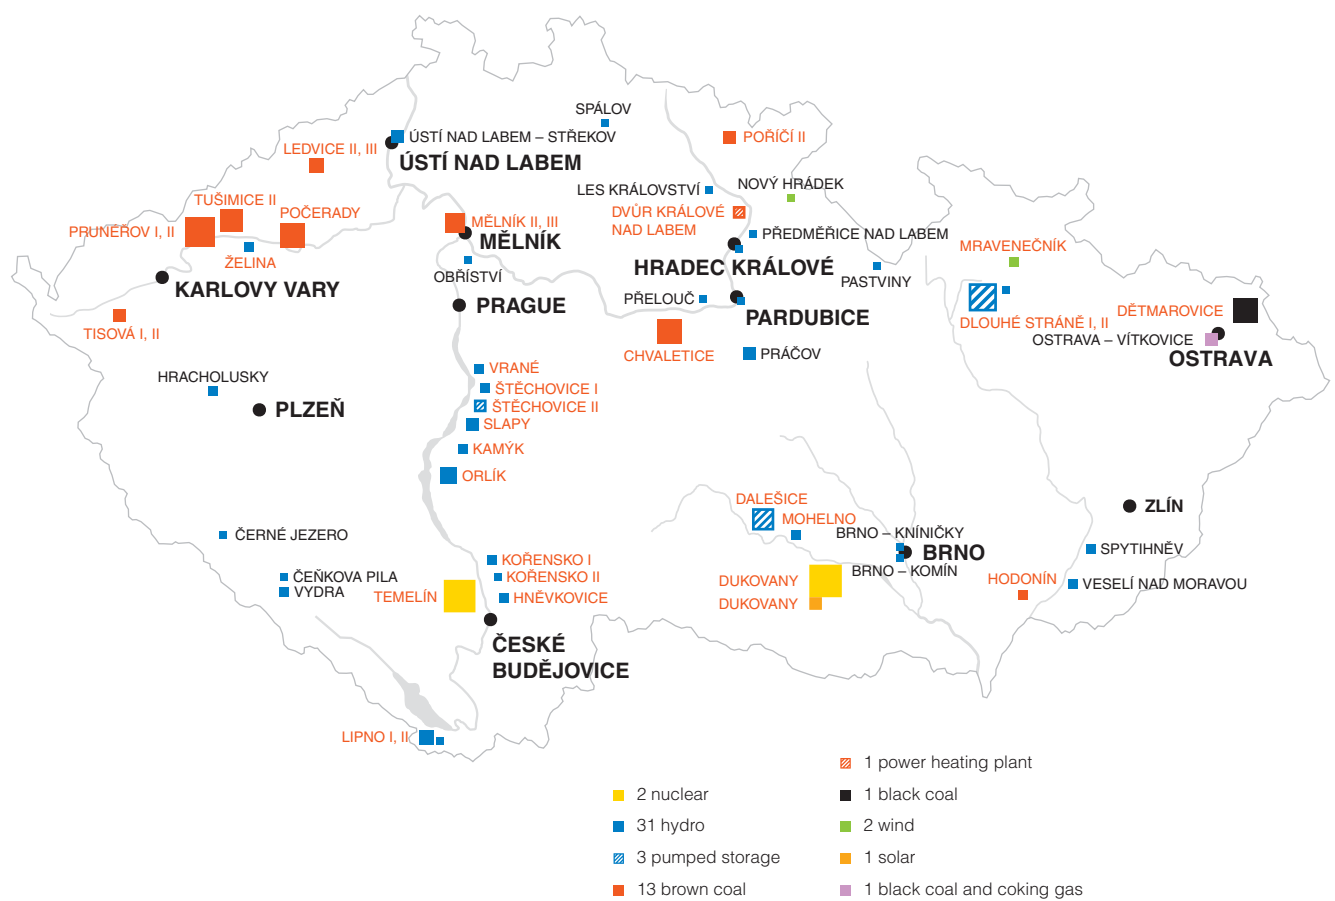 SPÁLOV
ÚSTÍ NAD LABEM – STŘEKOV
POŘÍČÍ II
LEDVICE II, III
ÚSTÍ NAD LABEM
LES KRÁLOVSTVÍ
NOVÝ HRÁDEK
TUŠIMICE II
POČERADY
DVŮR KRÁLOVÉ
NAD LABEM
PRUNÉŘOV I, II
MĚLNÍK II, III
MĚLNÍK
PŘEDMĚŘICE NAD LABEM
MRAVENEČNÍK
ŽELINA
OBŘÍSTVÍ
HRADEC KRÁLOVÉ
PASTVINY
KARLOVY VARY
PRAGUE
PŘELOUČ
PARDUBICE
DLOUHÉ STRÁNĚ I, II
DĚTMAROVICE
TISOVÁ I, II
OSTRAVA – VÍTKOVICE
OSTRAVA
CHVALETICE
PRÁČOV
VRANÉ
HRACHOLUSKY
ŠTĚCHOVICE I
ŠTĚCHOVICE II
PLZEŇ
SLAPY
KAMÝK
ORLÍK
DALEŠICE
MOHELNO
ZLÍN
ČERNÉ JEZERO
BRNO – KNÍNIČKY
BRNO
SPYTIHNĚV
KOŘENSKO I
BRNO – KOMÍN
ČEŇKOVA PILA
KOŘENSKO II
DUKOVANY
HODONÍN
VESELÍ NAD MORAVOU
VYDRA
TEMELÍN
HNĚVKOVICE
DUKOVANY
ČESKÉ
BUDĚJOVICE
LIPNO I, II
2 nuclear
31 hydro
3 pumped storage
13 brown coal
1 power heating plant
1 black coal
2 wind
1 solar
1 black coal and coking gas